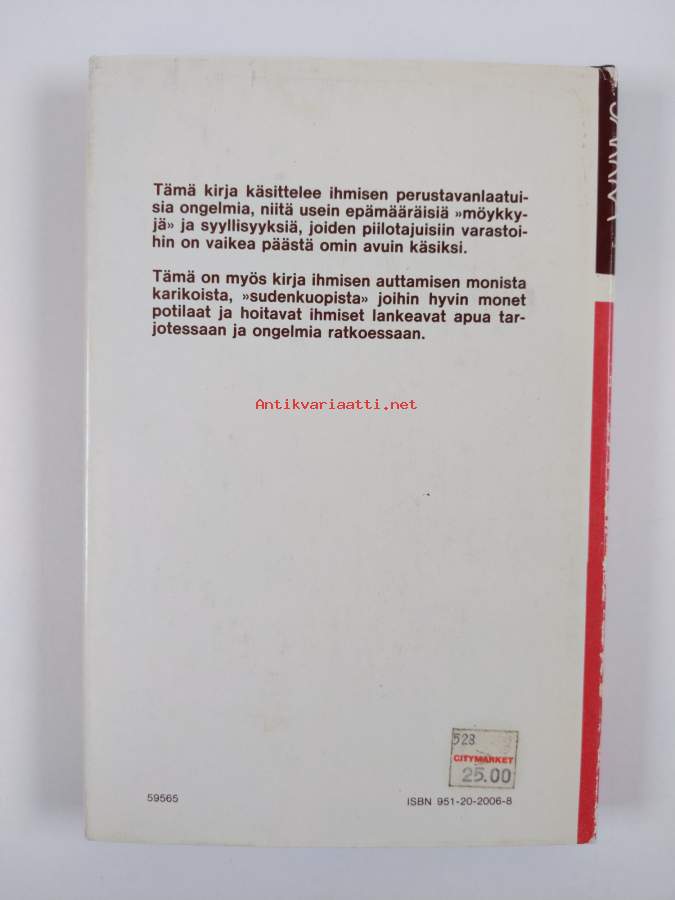 Tämä kirja käsittelee ihmisen perustavanlaatui-
sia ongelmia, niitä usein epämääräisiä »möykky-
jä» ja syyllisyyksiä, joiden piilotajuisiin varastoi-
hin on vaikea päästä omin avuin käsiksi.
Tämä on myös kirja ihmisen auttamisen monista
karikoista, »sudenkuopista» joihin hyvin monet
potilaat ja hoitavat ihmiset lankeavat apua tar-
jotessaan ja ongelmia ratkoessaan.
Antikvariaatti.net
528
CITYMARKET
25.00
59565
ISBN 951-20-2006-8